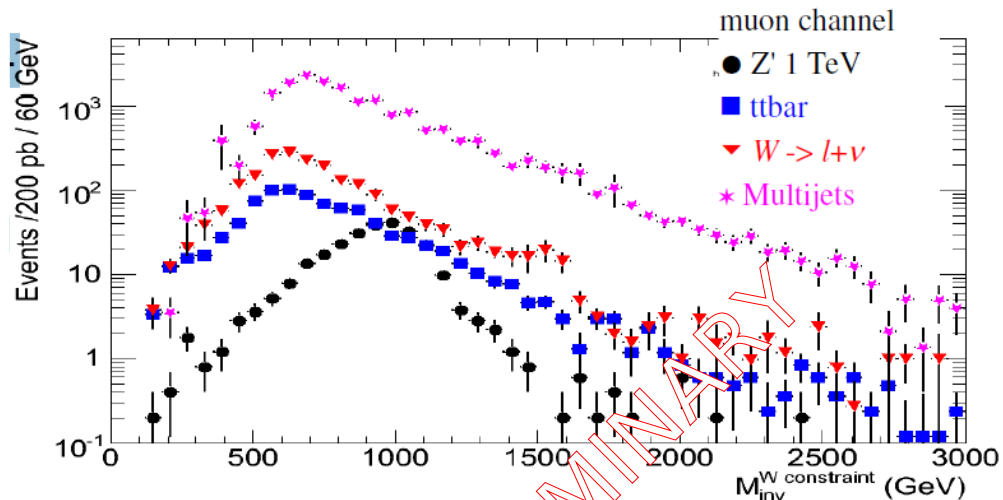 muon channel
Z' 1 TeV
ttbar
W -> l+ν
Multijets
Events /200 pb / 60 GeV
10³
10²
10
1
10⁻¹
0 500 1000 1500 2000 2500 3000
M_inv^W constraint (GeV)
MINARY